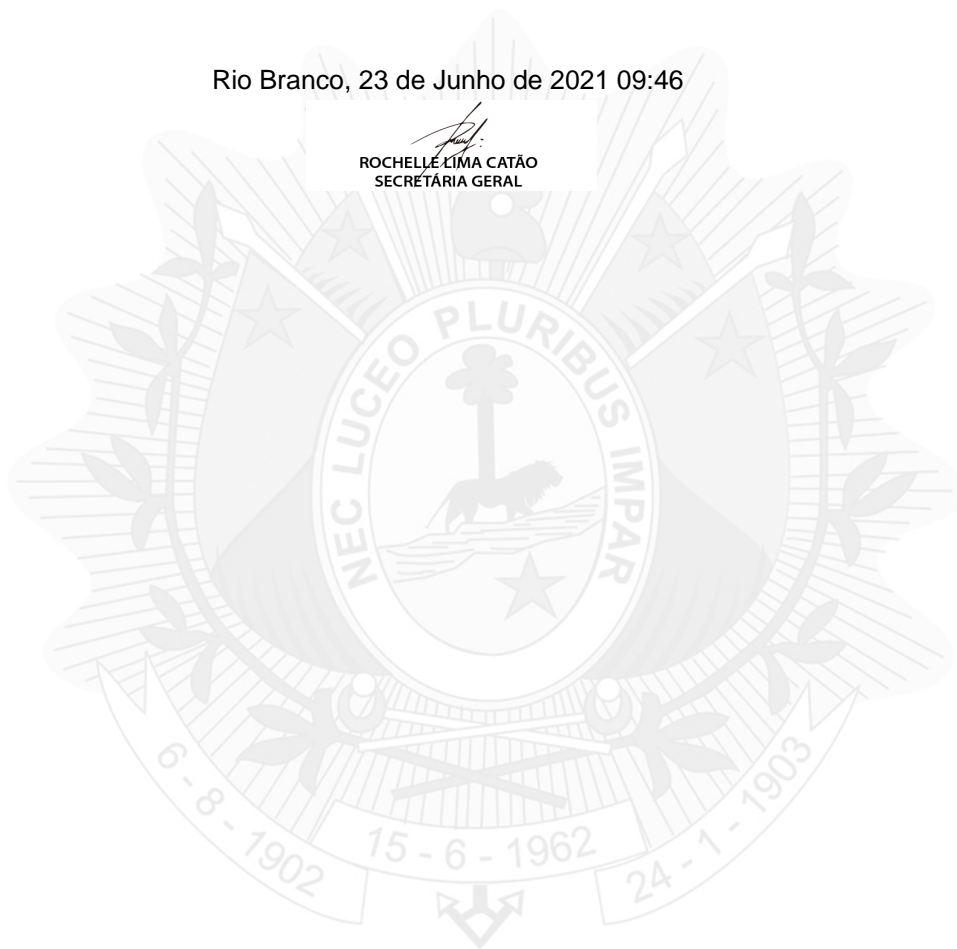 Rio Branco, 23 de Junho de 2021 09:46
ROCHELLE LIMA CATÃO
SECRETÁRIA GERAL
NEC LUCEO PLURIBUS IMPAR
6 - 8 - 1902
15 - 6 - 1962
24 - 1 - 1903